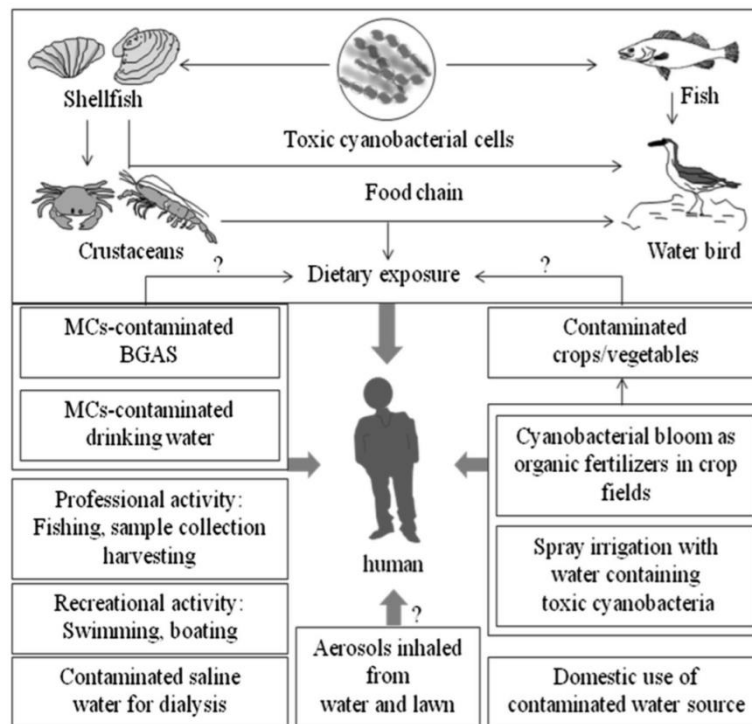 Shellfish
Fish
Toxic cyanobacterial cells
Food chain
Crustaceans
Water bird
?
Dietary exposure
?
MCs-contaminated
BGAS
MCs-contaminated
drinking water
Contaminated
crops/vegetables
Cyanobacterial bloom as
organic fertilizers in crop
fields
Professional activity:
Fishing, sample collection
harvesting
Spray irrigation with
water containing
toxic cyanobacteria
human
Recreational activity:
Swimming, boating
?
Aerosols inhaled
from
water and lawn
Contaminated saline
water for dialysis
Domestic use of
contaminated water source